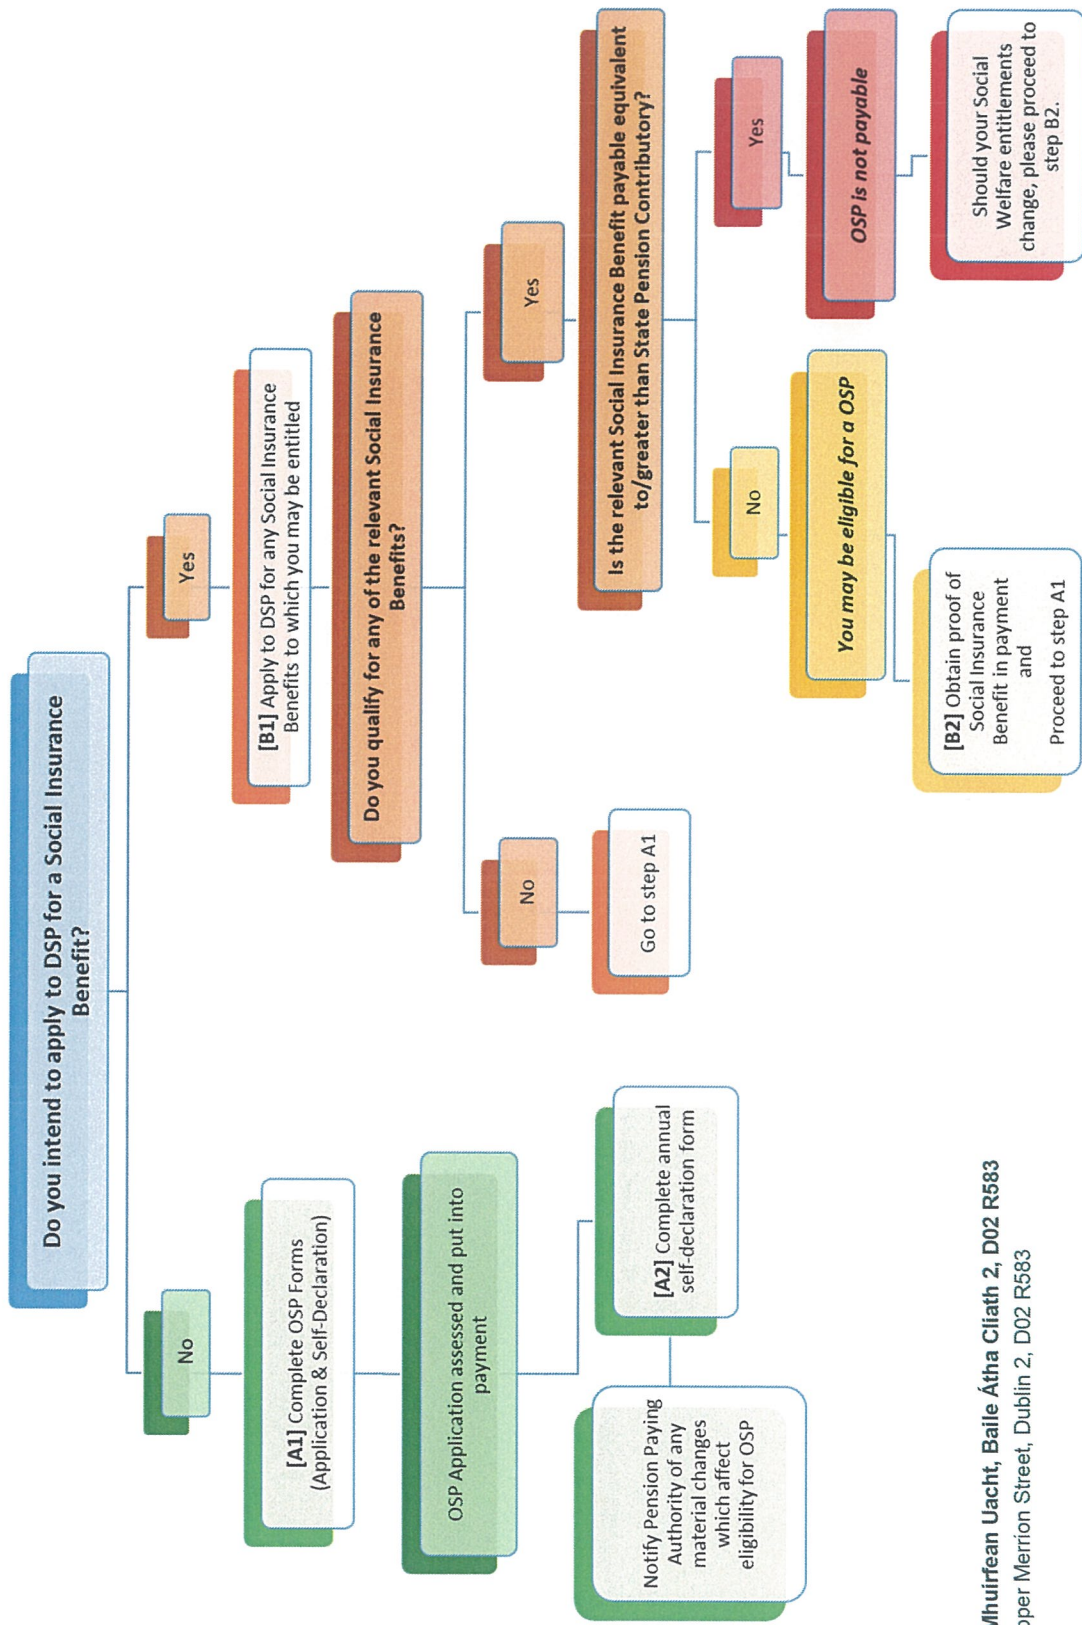 Do you intend to apply to DSP for a Social Insurance
Benefit?
No
[A1] Complete OSP Forms
(Application & Self-Declaration)
OSP Application assessed and put into
payment
Notify Pension Paying
Authority of any
material changes
which affect
eligibility for OSP
[A2] Complete annual
self-declaration form
Yes
[B1] Apply to DSP for any Social Insurance
Benefits to which you may be entitled
Do you qualify for any of the relevant Social Insurance
Benefits?
No
Go to step A1
Yes
Is the relevant Social Insurance Benefit payable equivalent
to/greater than State Pension Contributory?
No
You may be eligible for a OSP
[B2] Obtain proof of
Social Insurance
Benefit in payment
and
Proceed to step A1
Yes
OSP is not payable
Should your Social
Welfare entitlements
change, please proceed to
step B2.
Mhuirfean Uacht, Baile Átha Cliath 2, D02 R583
Merrion Street, Dublin 2, D02 R583